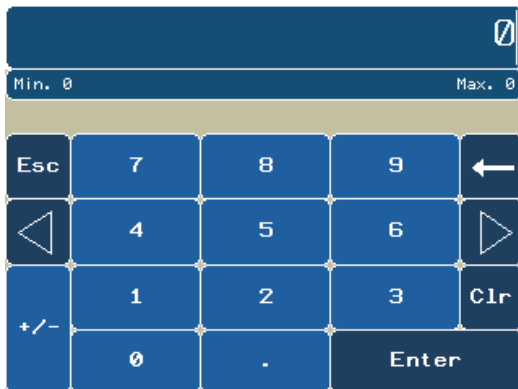 0
Min. 0 Max. 0
Esc 7 8 9 ←
4 5 6
1 2 3 Clr
+/-
0 . Enter